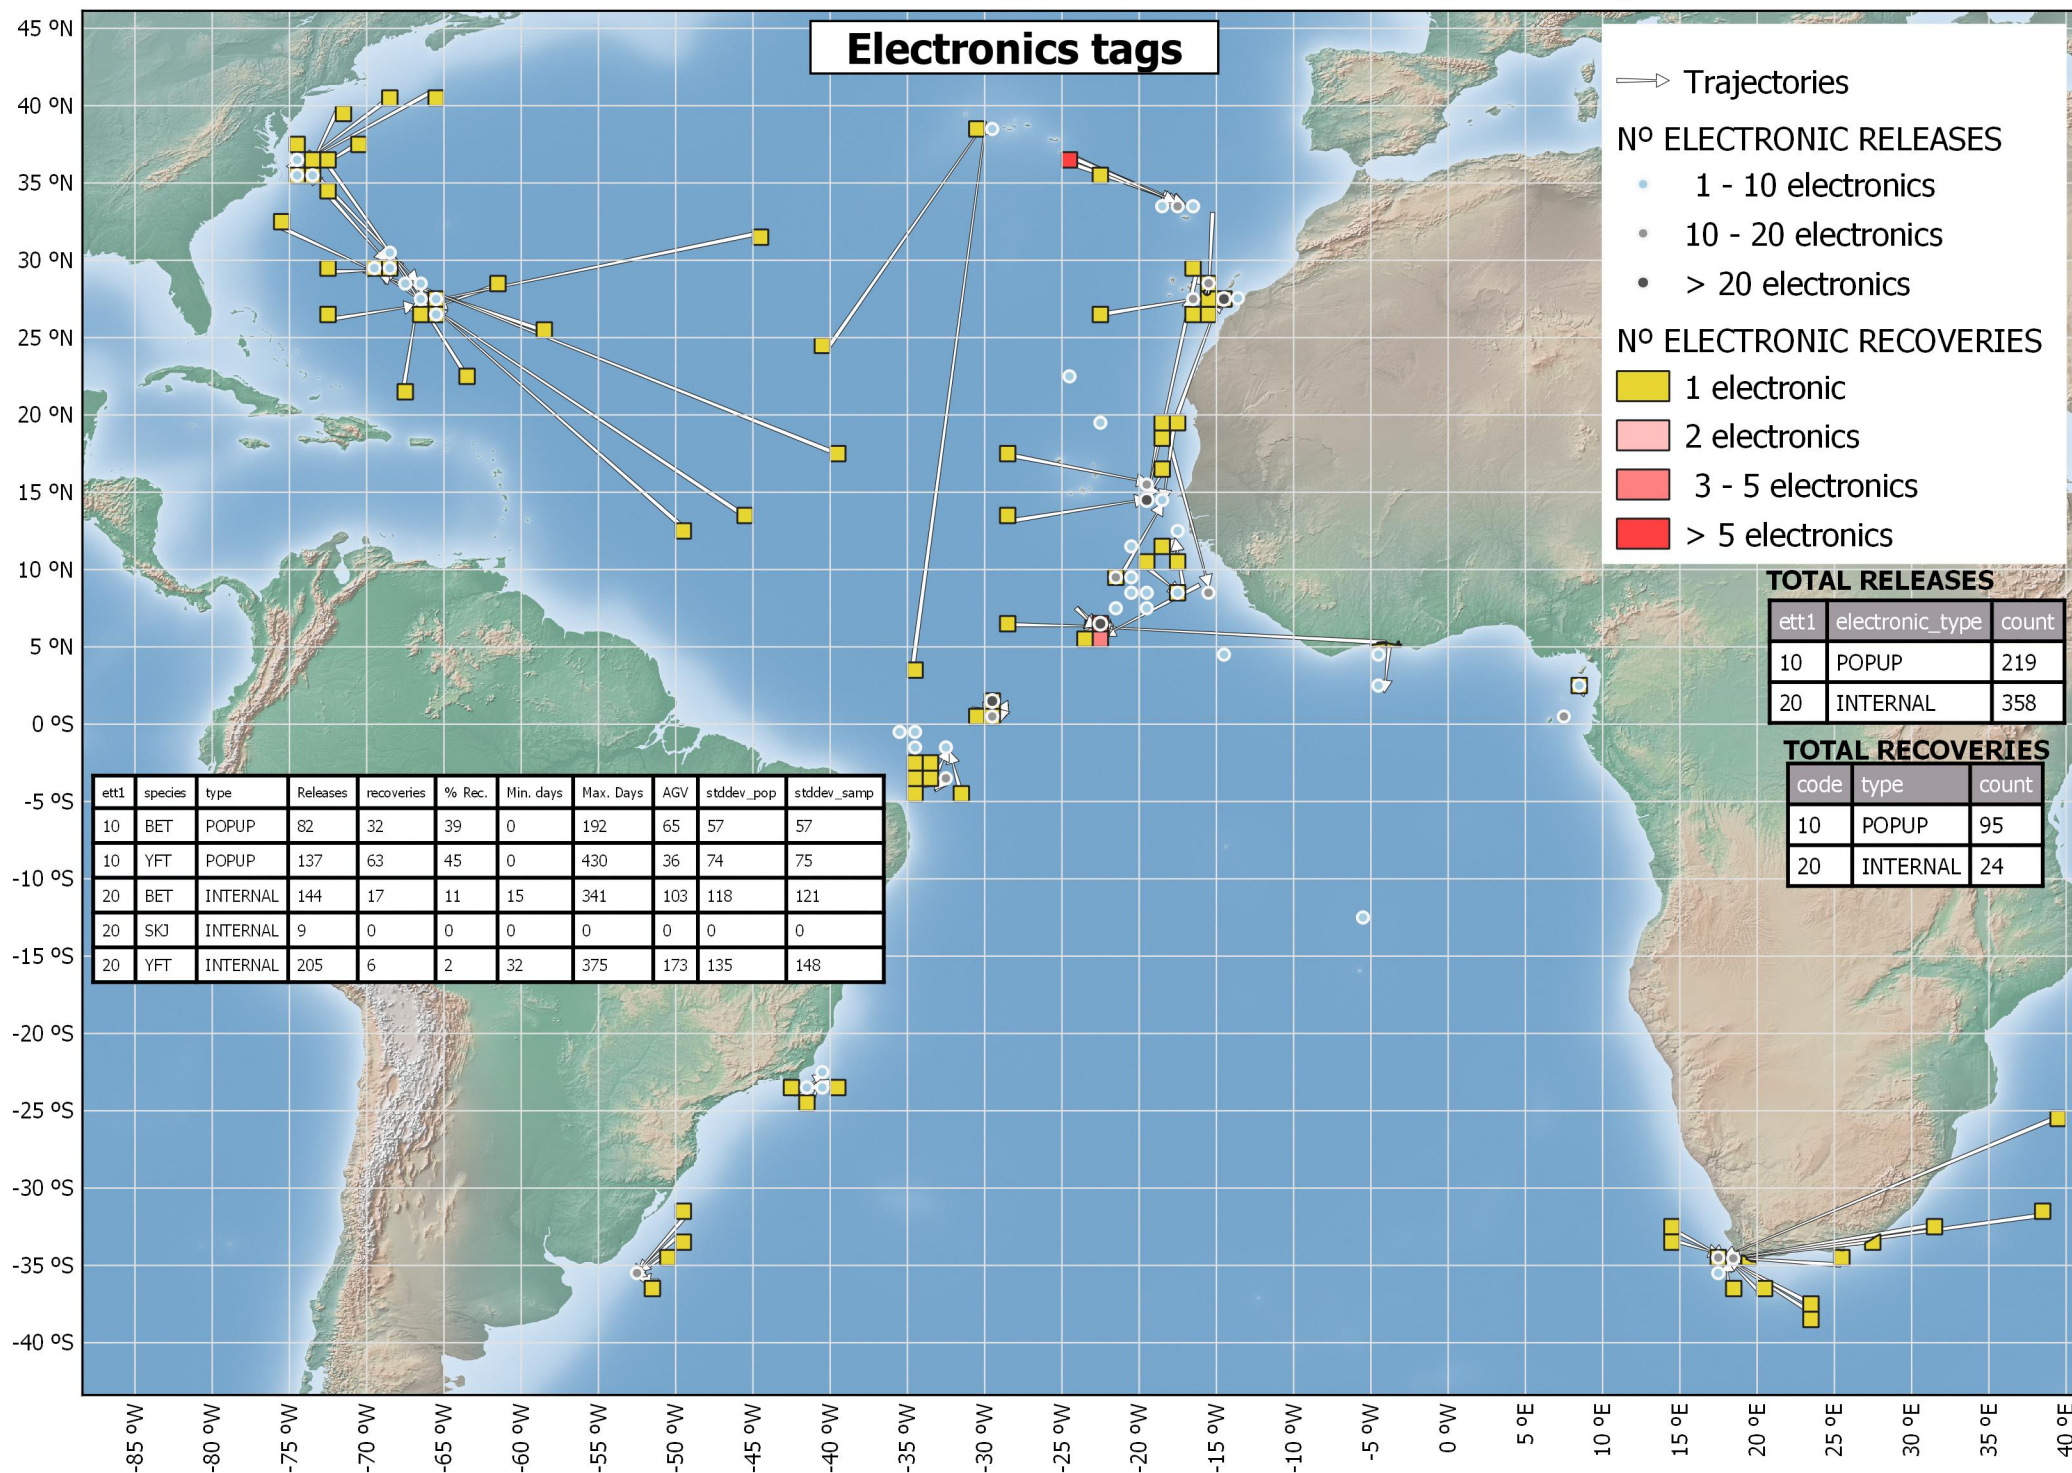 Electronics tags
45 ºN
40 ºN
35 ºN
30 ºN
25 ºN
20 ºN
15 ºN
10 ºN
5 ºN
0 ºS
-5 ºS
-10 ºS
-15 ºS
-20 ºS
-25 ºS
-30 ºS
-35 ºS
-40 ºS
Trajectories
Nº ELECTRONIC RELEASES
1 - 10 electronics
10 - 20 electronics
> 20 electronics
Nº ELECTRONIC RECOVERIES
1 electronic
2 electronics
3 - 5 electronics
> 5 electronics
TOTAL RELEASES
ett1 electronic_type count
10 POPUP 219
20 INTERNAL 358
TOTAL RECOVERIES
code type count
10 POPUP 95
20 INTERNAL 24
ett1 species type Releases recoveries % Rec. Min. days Max. Days AGV stddev_pop stddev_samp
10 BET POPUP 82 32 39 0 192 65 57 57
10 YFT POPUP 137 63 45 0 430 36 74 75
20 BET INTERNAL 144 17 11 15 341 103 118 121
20 SKJ INTERNAL 9 0 0 0 0 0 0 0
20 YFT INTERNAL 205 6 2 32 375 173 135 148
-85 ºW
-80 ºW
-75 ºW
-70 ºW
-65 ºW
-60 ºW
-55 ºW
-50 ºW
-45 ºW
-40 ºW
-35 ºW
-30 ºW
-25 ºW
-20 ºW
-15 ºW
-10 ºW
-5 ºW
0 ºW
5 ºE
10 ºE
15 ºE
20 ºE
25 ºE
30 ºE
35 ºE
40 ºE